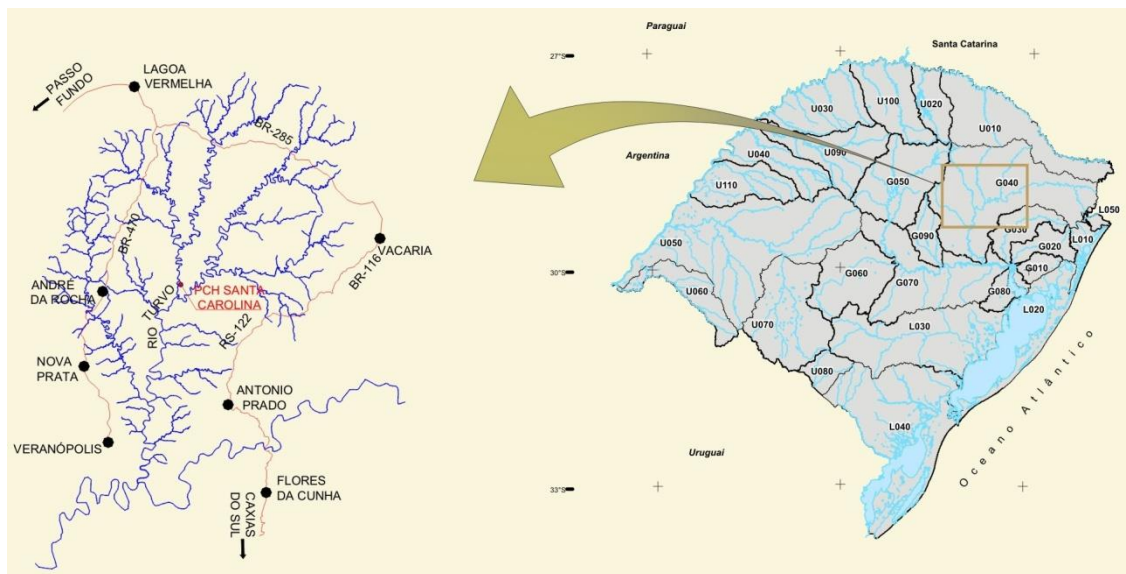 PASSO
FUNDO
LAGOA
VERMELHA
BR-285
BR-470
VACARIA
BR-116
ANDRÉ
DA ROCHA
RIO TURVO
PCH SANTA
CAROLINA
RS-122
NOVA
PRATA
ANTONIO
PRADO
VERANÓPOLIS
FLORES
DA CUNHA
CAXIAS
DO SUL
Paraguai
27°S
Santa Catarina
U030
U100
U020
U010
Argentina
U040
U090
G050
G040
U110
L050
U050
G090
G030
G020
L010
30°S
G010
U060
G060
G070
G080
L020
U070
L030
U080
L040
Uruguai
Oceano Atlântico
33°S